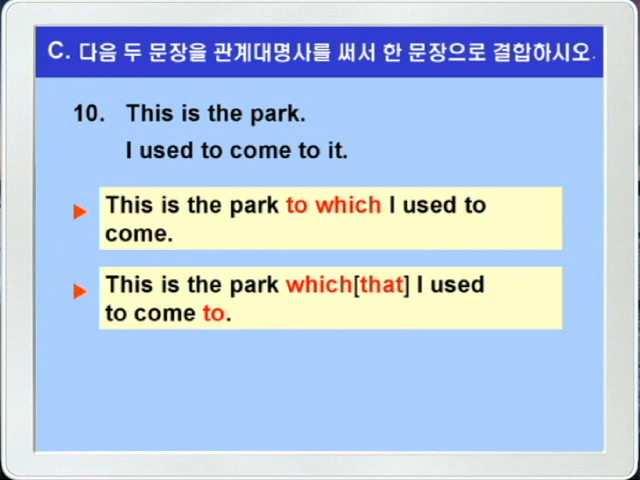 C. 다음 두 문장을 관계대명사를 써서 한 문장으로 결합하시오.
10. This is the park.
I used to come to it.
This is the park to which I used to
come.
This is the park which[that] I used
to come to.